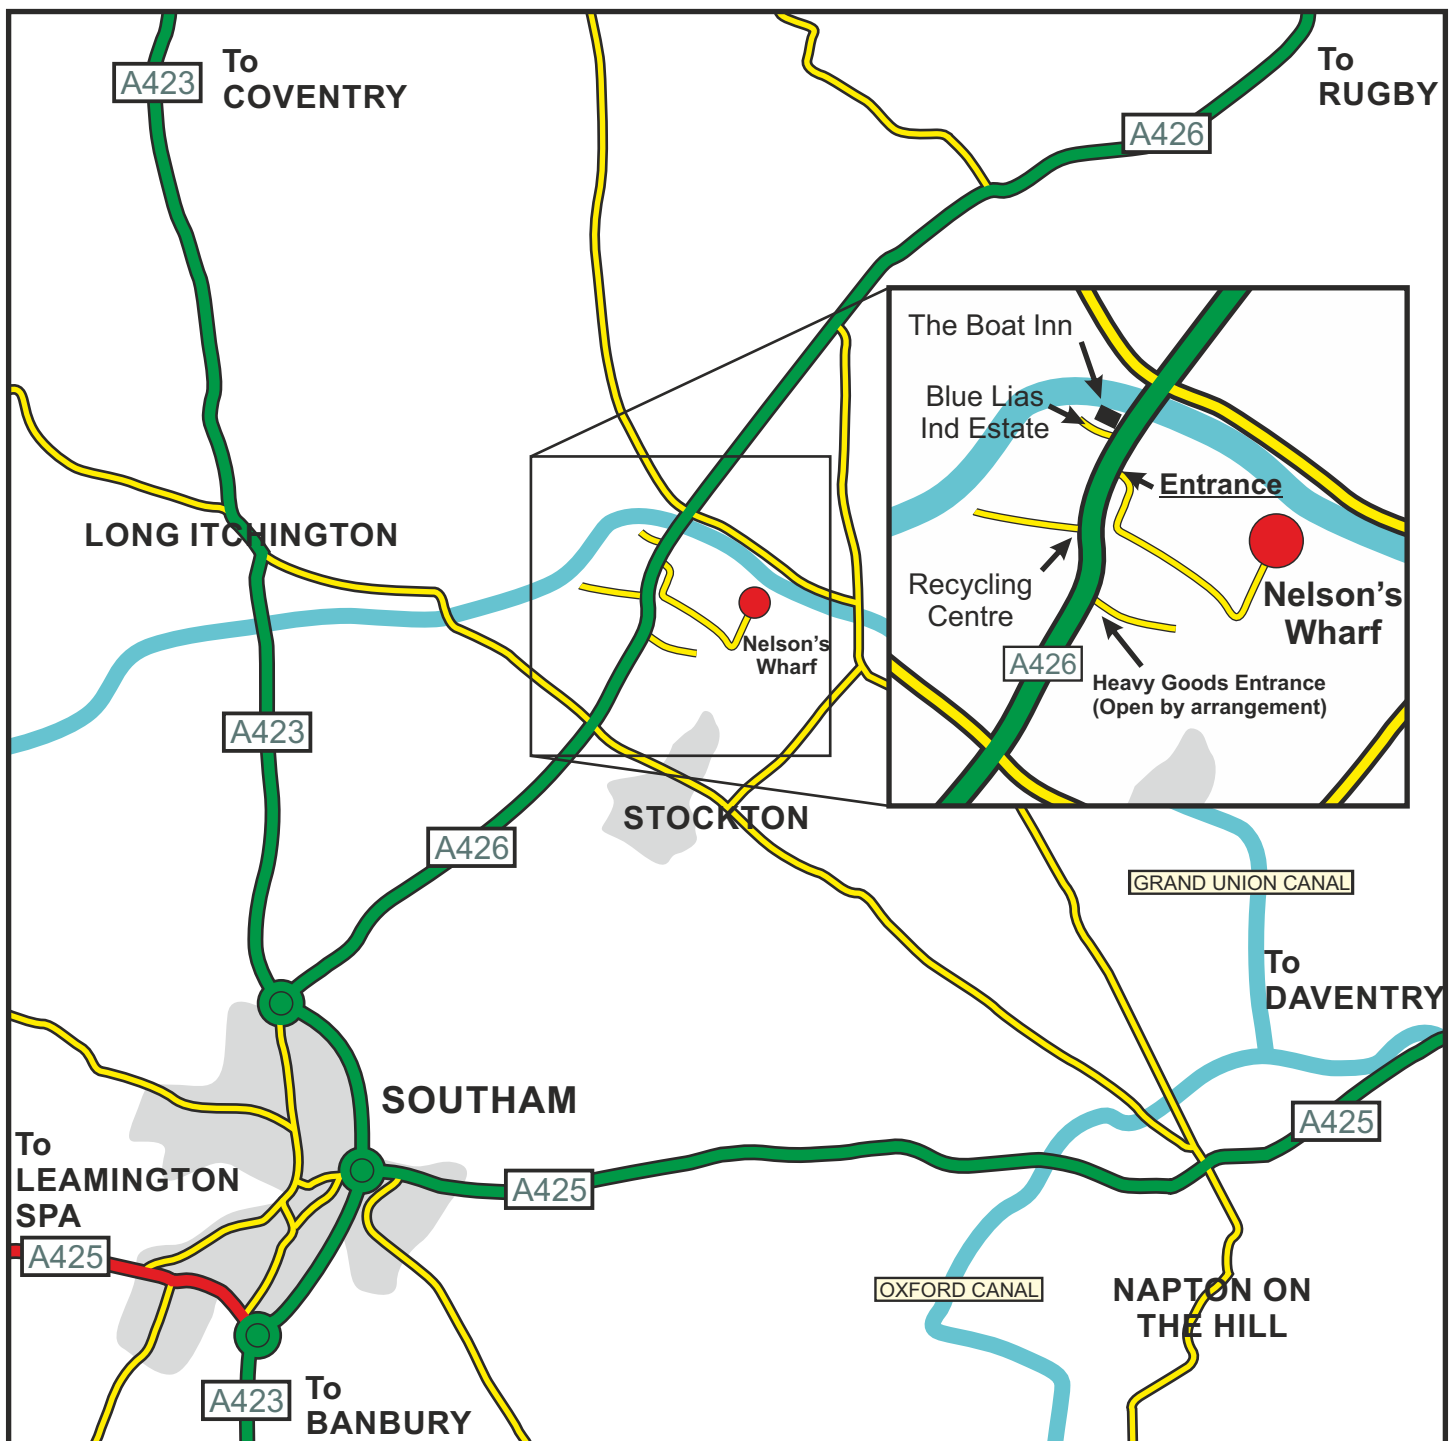 To
COVENTRY
A423
To
RUGBY
A426
The Boat Inn
Blue Lias
Ind Estate
Entrance
Recycling
Centre
Nelson's
Wharf
A426
Heavy Goods Entrance
(Open by arrangement)
LONG ITCHINGTON
Nelson's
Wharf
A423
STOCKTON
A426
GRAND UNION CANAL
To
DAVENTRY
SOUTHAM
A425
To
LEAMINGTON
SPA
A425
A425
OXFORD CANAL
NAPTON ON
THE HILL
A423
To
BANBURY